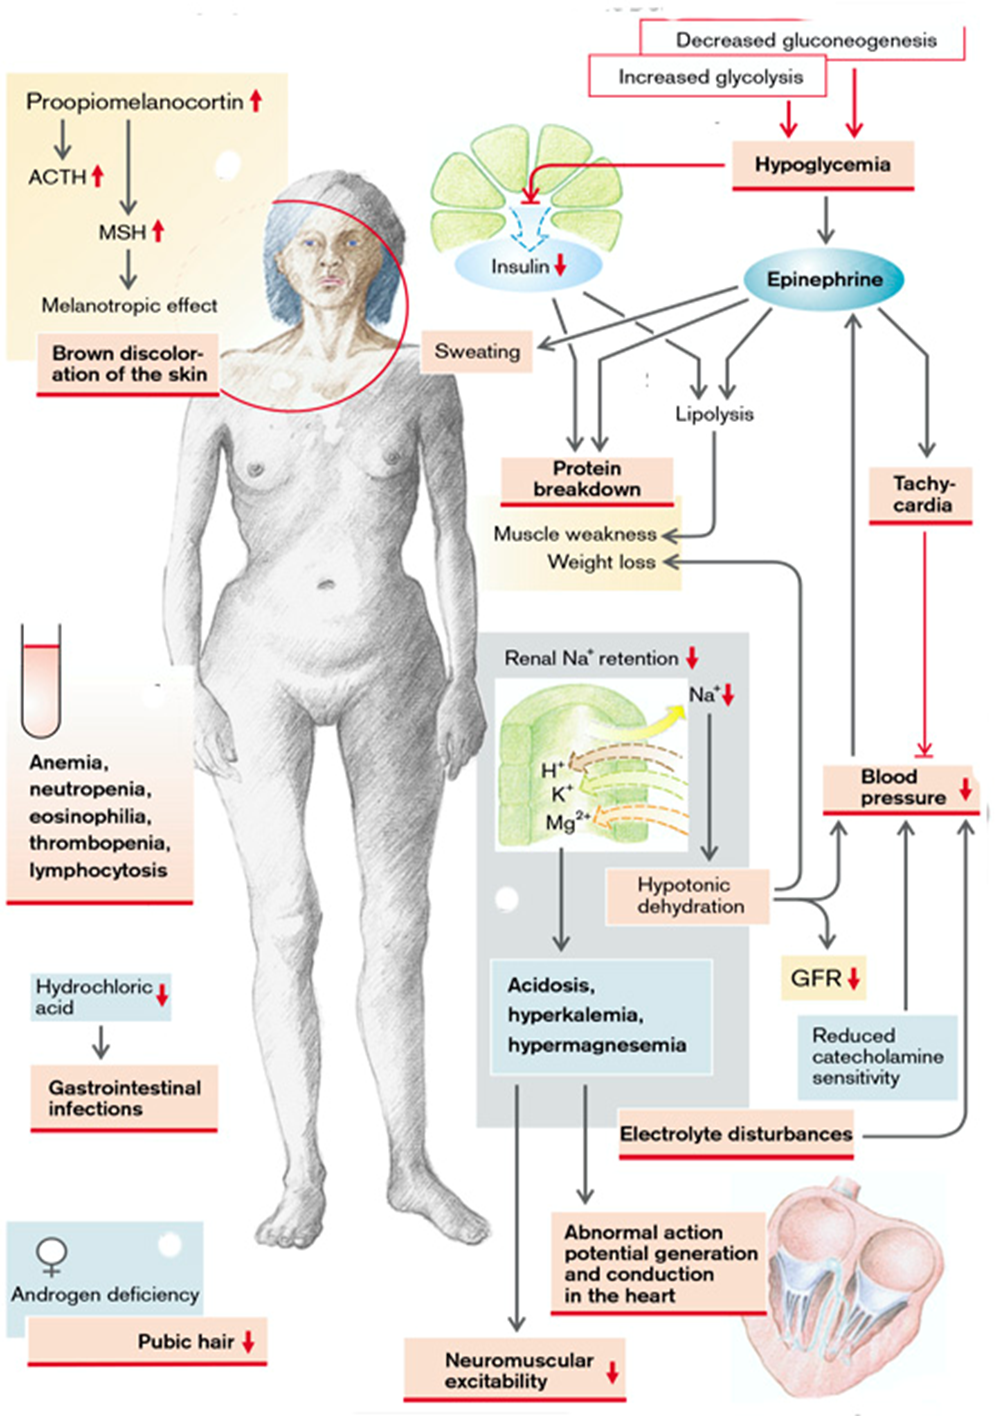 Decreased gluconeogenesis
Increased glycolysis
Hypoglycemia
Proopiomelanocortin ↑
ACTH ↑
MSH ↑
Melanotropic effect
Brown discolor-
ation of the skin
Insulin ↓
Epinephrine
Sweating
Lipolysis
Protein
breakdown
Tachy-
cardia
Muscle weakness
Weight loss
Renal Na⁺ retention ↓
Na⁺ ↓
H⁺
K⁺
Mg²⁺
Blood
pressure ↓
Anemia,
neutropenia,
eosinophilia,
thrombopenia,
lymphocytosis
Hypotonic
dehydration
GFR ↓
Hydrochloric
acid ↓
Gastrointestinal
infections
Acidosis,
hyperkalemia,
hypermagnesemia
Reduced
catecholamine
sensitivity
Electrolyte disturbances
Abnormal action
potential generation
and conduction
in the heart
♀
Androgen deficiency
Pubic hair ↓
Neuromuscular
excitability ↓